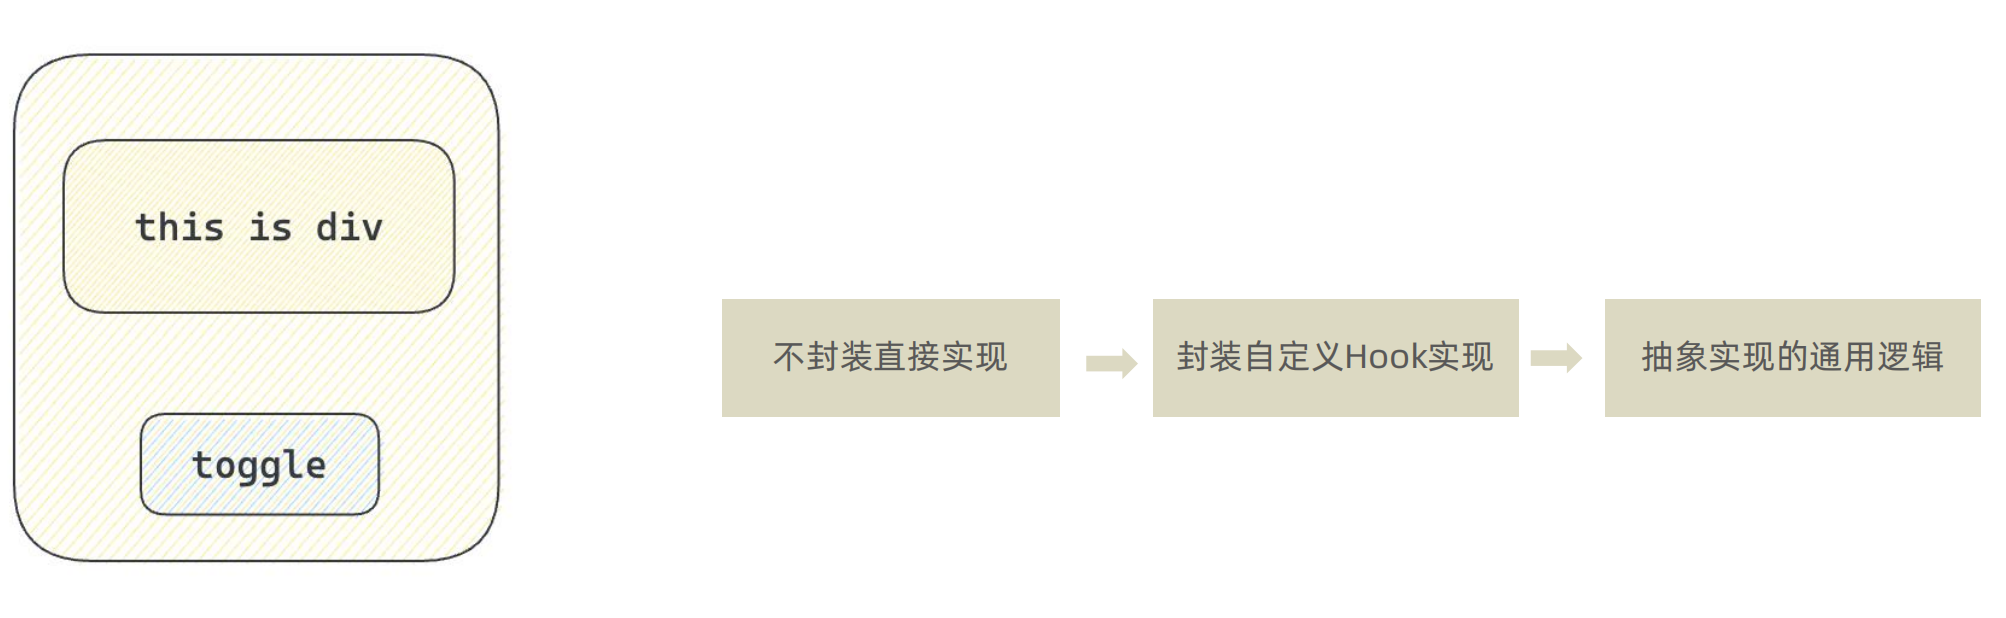 this is div
toggle
不封装直接实现
封装自定义Hook实现
抽象实现的通用逻辑